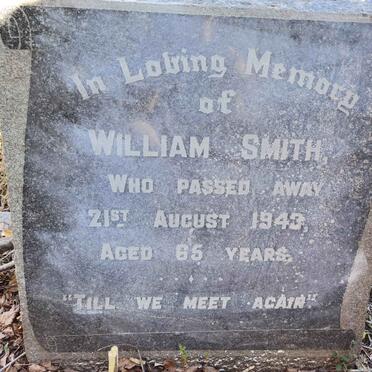 In Loving Memory
of
WILLIAM SMITH,
WHO PASSED AWAY
21ST AUGUST 1943,
AGED 65 YEARS.
"TILL WE MEET AGAIN"